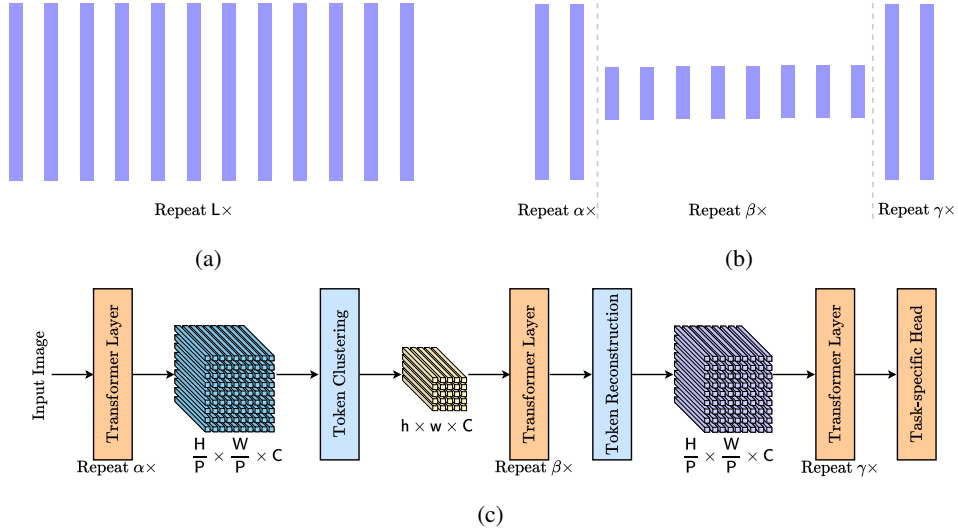 Repeat L×
Repeat α×
Repeat β×
Repeat γ×
(a)
(b)
Input Image
Transformer Layer
Repeat α×
H/P × W/P × C
Token Clustering
h × w × C
Transformer Layer
Repeat β×
Token Reconstruction
H/P × W/P × C
Transformer Layer
Repeat γ×
Task-specific Head
(c)